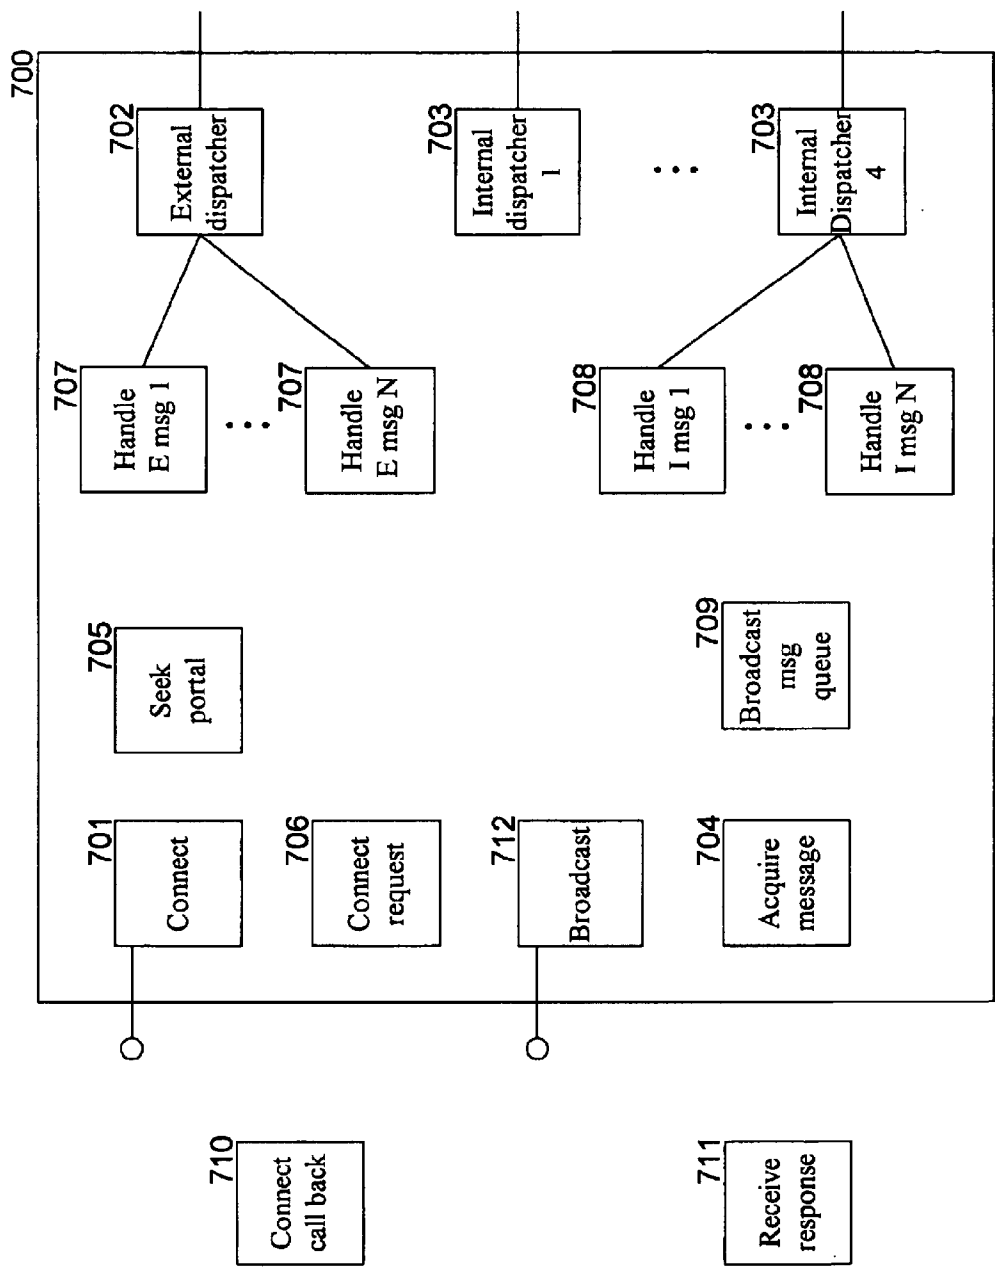 700
710
Connect
call back
711
Receive
response
701
Connect
706
Connect
request
712
Broadcast
704
Acquire
message
705
Seek
portal
709
Broadcast
msg
queue
707
Handle
E msg 1
707
Handle
E msg N
708
Handle
I msg 1
708
Handle
I msg N
702
External
dispatcher
703
Internal
dispatcher
1
703
Internal
Dispatcher
4